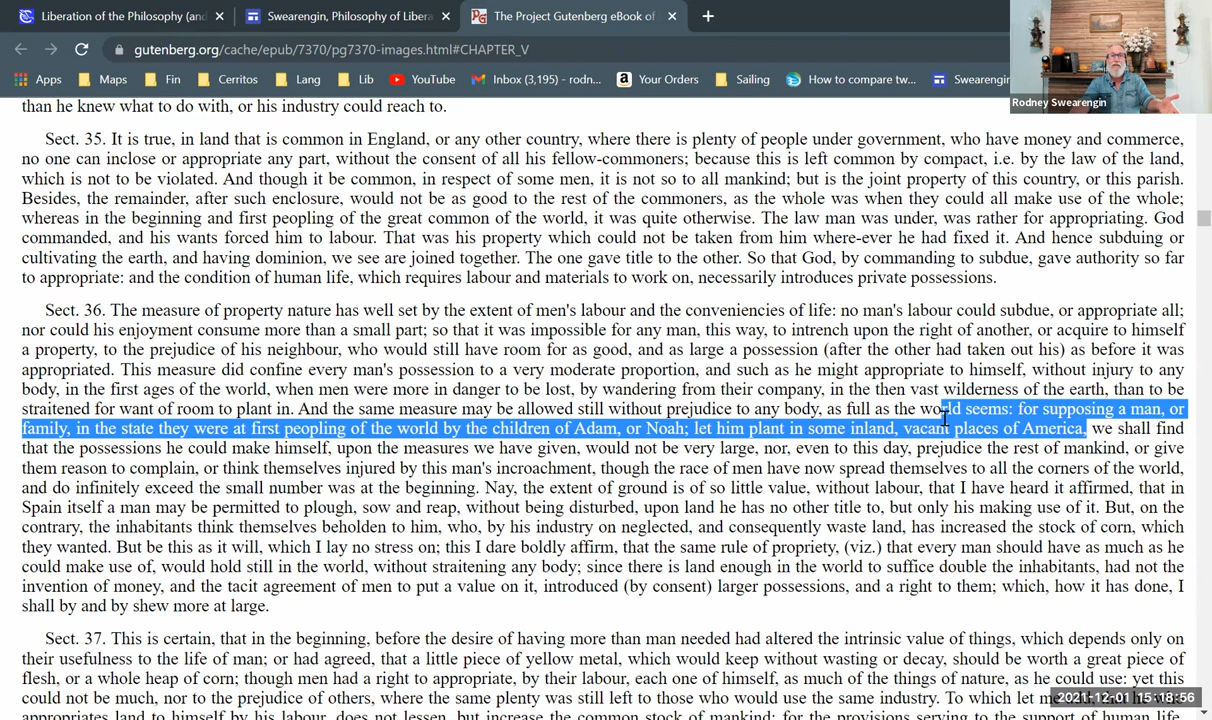 Liberation of the Philosophy (and
Swearengin, Philosophy of Libera
The Project Gutenberg eBook of
gutenberg.org/cache/epub/7370/pg7370-images.html#CHAPTER_V
Apps Maps Fin Cerritos Lang Lib YouTube Inbox (3,195) - rodn... Your Orders Sailing How to compare tw... Swearengin
Rodney Swearengin
than he knew what to do with, or his industry could reach to.
Sect. 35. It is true, in land that is common in England, or any other country, where there is plenty of people under government, who have money and commerce,
no one can inclose or appropriate any part, without the consent of all his fellow-commoners; because this is left common by compact, i.e. by the law of the land,
which is not to be violated. And though it be common, in respect of some men, it is not so to all mankind; but is the joint property of this country, or this parish.
Besides, the remainder, after such enclosure, would not be as good to the rest of the commoners, as the whole was when they could all make use of the whole;
whereas in the beginning and first peopling of the great common of the world, it was quite otherwise. The law man was under, was rather for appropriating. God
commanded, and his wants forced him to labour. That was his property which could not be taken from him where-ever he had fixed it. And hence subduing or
cultivating the earth, and having dominion, we see are joined together. The one gave title to the other. So that God, by commanding to subdue, gave authority so far
to appropriate: and the condition of human life, which requires labour and materials to work on, necessarily introduces private possessions.
Sect. 36. The measure of property nature has well set by the extent of men's labour and the conveniencies of life: no man's labour could subdue, or appropriate all;
nor could his enjoyment consume more than a small part; so that it was impossible for any man, this way, to intrench upon the right of another, or acquire to himself
a property, to the prejudice of his neighbour, who would still have room for as good, and as large a possession (after the other had taken out his) as before it was
appropriated. This measure did confine every man's possession to a very moderate proportion, and such as he might appropriate to himself, without injury to any
body, in the first ages of the world, when men were more in danger to be lost, by wandering from their company, in the then vast wilderness of the earth, than to be
straitened for want of room to plant in. And the same measure may be allowed still without prejudice to any body, as full as the world seems: for supposing a man, or
family, in the state they were at first peopling of the world by the children of Adam, or Noah; let him plant in some inland, vacant places of America, we shall find
that the possessions he could make himself, upon the measures we have given, would not be very large, nor, even to this day, prejudice the rest of mankind, or give
them reason to complain, or think themselves injured by this man's incroachment, though the race of men have now spread themselves to all the corners of the world,
and do infinitely exceed the small number was at the beginning. Nay, the extent of ground is of so little value, without labour, that I have heard it affirmed, that in
Spain itself a man may be permitted to plough, sow and reap, without being disturbed, upon land he has no other title to, but only his making use of it. But, on the
contrary, the inhabitants think themselves beholden to him, who, by his industry on neglected, and consequently waste land, has increased the stock of corn, which
they wanted. But be this as it will, which I lay no stress on; this I dare boldly affirm, that the same rule of propriety, (viz.) that every man should have as much as he
could make use of, would hold still in the world, without straitening any body; since there is land enough in the world to suffice double the inhabitants, had not the
invention of money, and the tacit agreement of men to put a value on it, introduced (by consent) larger possessions, and a right to them; which, how it has done, I
shall by and by shew more at large.
Sect. 37. This is certain, that in the beginning, before the desire of having more than man needed had altered the intrinsic value of things, which depends only on
their usefulness to the life of man; or had agreed, that a little piece of yellow metal, which would keep without wasting or decay, should be worth a great piece of
flesh, or a whole heap of corn; though men had a right to appropriate, by their labour, each one of himself, as much of the things of nature, as he could use: yet this
could not be much, nor to the prejudice of others, where the same plenty was still left to those who would use the same industry. To which let me
appropriates land to himself by his labour, does not lessen, but increase the common stock of mankind: for the provisions serving to the support of human life,
2021-12-01 15:18:56